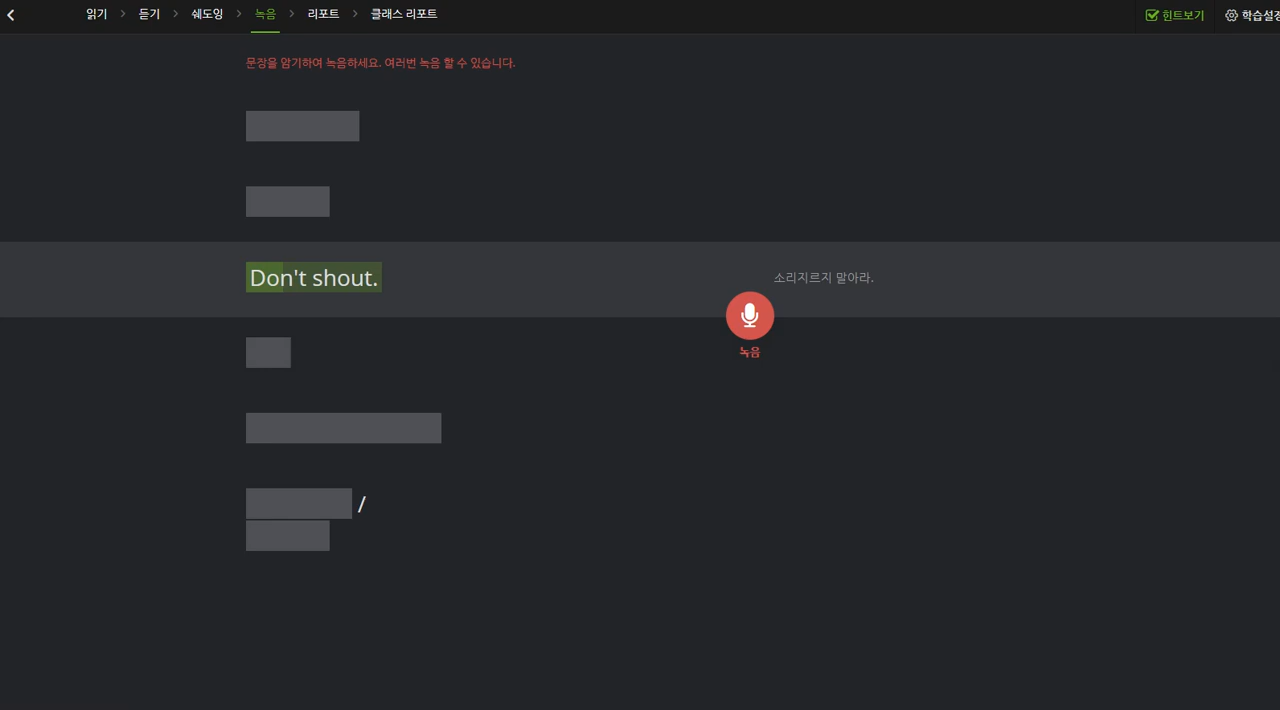 읽기 > 듣기 > 쉐도잉 > 녹음 > 리포트 > 클래스 리포트 힌트보기 학습설정
문장을 암기하여 녹음하세요. 여러번 녹음 할 수 있습니다.
Don't shout. 소리지르지 말아라.
녹음
/